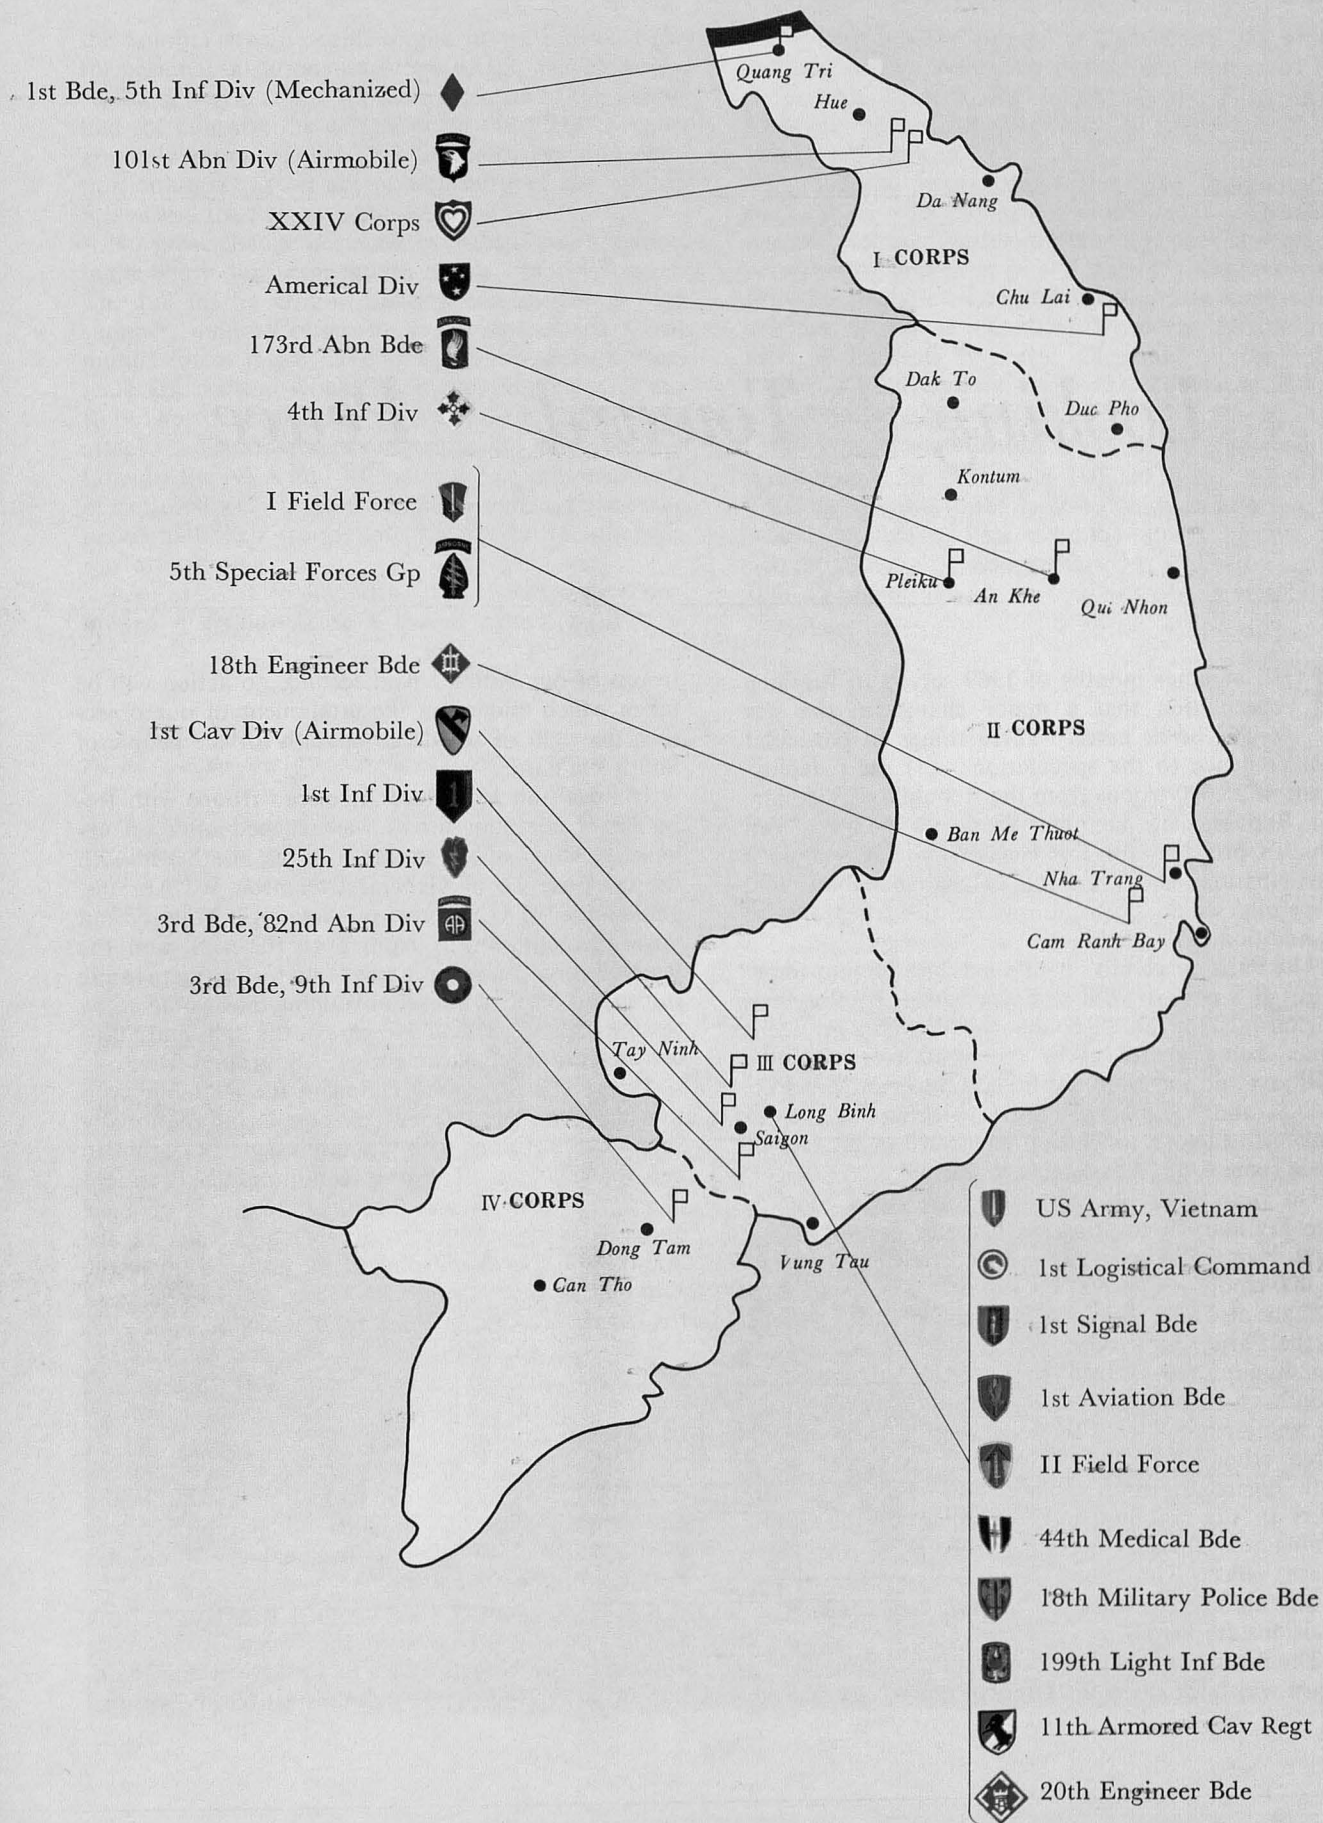 1st Bde, 5th Inf Div (Mechanized)
101st Abn Div (Airmobile)
XXIV Corps
Americal Div
173rd Abn Bde
4th Inf Div
I Field Force
5th Special Forces Gp
18th Engineer Bde
1st Cav Div (Airmobile)
1st Inf Div
25th Inf Div
3rd Bde, 82nd Abn Div
3rd Bde, 9th Inf Div
Quang Tri
Hue
Da Nang
I CORPS
Chu Lai
Dak To
Duc Pho
Kontum
Pleiku
An Khe
Qui Nhon
II CORPS
Ban Me Thuot
Nha Trang
Cam Ranh Bay
Tay Ninh
III CORPS
Long Binh
Saigon
IV CORPS
Dong Tam
Vung Tau
Can Tho
US Army, Vietnam
1st Logistical Command
1st Signal Bde
1st Aviation Bde
II Field Force
44th Medical Bde
18th Military Police Bde
199th Light Inf Bde
11th Armored Cav Regt
20th Engineer Bde
1
AA